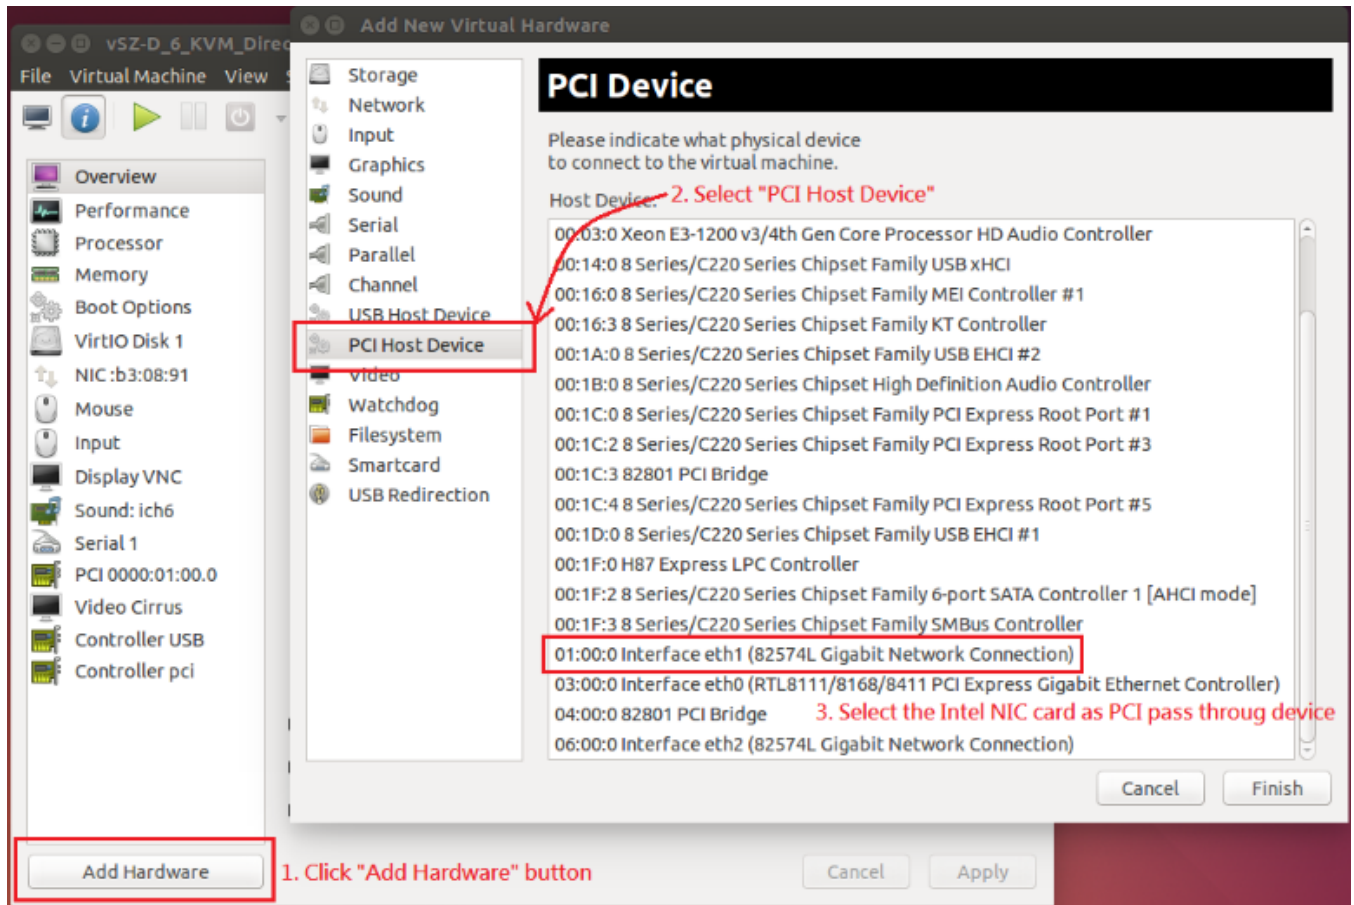 vSZ-D_6_KVM_Direc
File Virtual Machine View S
Overview
Performance
Processor
Memory
Boot Options
VirtIO Disk 1
NIC :b3:08:91
Mouse
Input
Display VNC
Sound: ich6
Serial 1
PCI 0000:01:00.0
Video Cirrus
Controller USB
Controller pci
Add Hardware
1. Click "Add Hardware" button
Cancel
Apply
Add New Virtual Hardware
Storage
Network
Input
Graphics
Sound
Serial
Parallel
Channel
USB Host Device
PCI Host Device
Video
Watchdog
Filesystem
Smartcard
USB Redirection
PCI Device
Please indicate what physical device
to connect to the virtual machine.
Host Device:
2. Select "PCI Host Device"
00:03:0 Xeon E3-1200 v3/4th Gen Core Processor HD Audio Controller
00:14:0 8 Series/C220 Series Chipset Family USB xHCI
00:16:0 8 Series/C220 Series Chipset Family MEI Controller #1
00:16:3 8 Series/C220 Series Chipset Family KT Controller
00:1A:0 8 Series/C220 Series Chipset Family USB EHCI #2
00:1B:0 8 Series/C220 Series Chipset High Definition Audio Controller
00:1C:0 8 Series/C220 Series Chipset Family PCI Express Root Port #1
00:1C:2 8 Series/C220 Series Chipset Family PCI Express Root Port #3
00:1C:3 82801 PCI Bridge
00:1C:4 8 Series/C220 Series Chipset Family PCI Express Root Port #5
00:1D:0 8 Series/C220 Series Chipset Family USB EHCI #1
00:1F:0 H87 Express LPC Controller
00:1F:2 8 Series/C220 Series Chipset Family 6-port SATA Controller 1 [AHCI mode]
00:1F:3 8 Series/C220 Series Chipset Family SMBus Controller
01:00:0 Interface eth1 (82574L Gigabit Network Connection)
03:00:0 Interface eth0 (RTL8111/8168/8411 PCI Express Gigabit Ethernet Controller)
04:00:0 82801 PCI Bridge
3. Select the Intel NIC card as PCI pass throug device
06:00:0 Interface eth2 (82574L Gigabit Network Connection)
Cancel
Finish